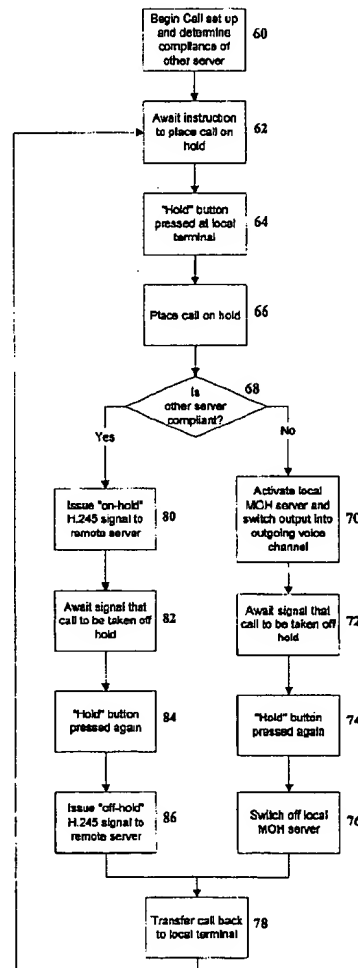 Begin Call set up
and determine
compliance of
other server
60
Await instruction
to place call on
hold
62
"Hold" button
pressed at local
terminal
64
Place call on hold
66
Is
other server
compliant?
68
Yes
No
Issue "on-hold"
H.245 signal to
remote server
80
Activate local
MOH server and
switch output into
outgoing voice
channel
70
Await signal that
call to be taken off
hold
82
Await signal that
call to be taken off
hold
72
"Hold" button
pressed again
84
"Hold" button
pressed again
74
Issue "off-hold"
H.245 signal to
remote server
86
Switch off local
MOH server
76
Transfer call back
to local terminal
78